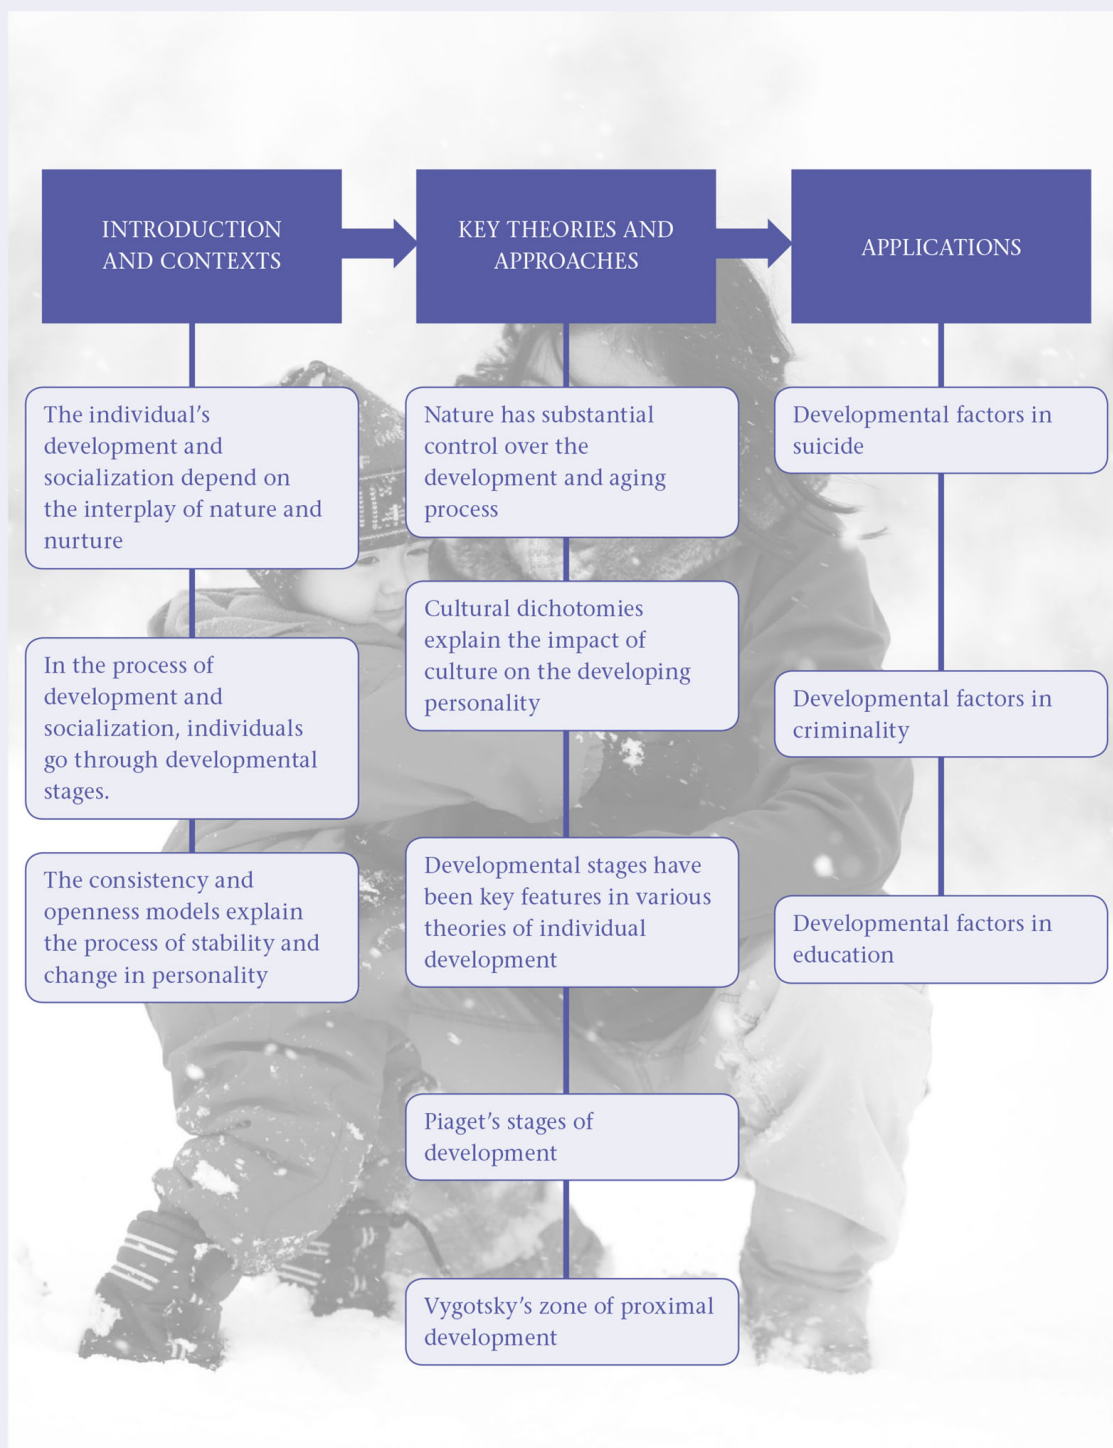 INTRODUCTION
AND CONTEXTS
KEY THEORIES AND
APPROACHES
APPLICATIONS
The individual’s
development and
socialization depend on
the interplay of nature and
nurture
In the process of
development and
socialization, individuals
go through developmental
stages.
The consistency and
openness models explain
the process of stability and
change in personality
Nature has substantial
control over the
development and aging
process
Cultural dichotomies
explain the impact of
culture on the developing
personality
Developmental stages have
been key features in various
theories of individual
development
Piaget’s stages of
development
Vygotsky’s zone of proximal
development
Developmental factors in
suicide
Developmental factors in
criminality
Developmental factors in
education